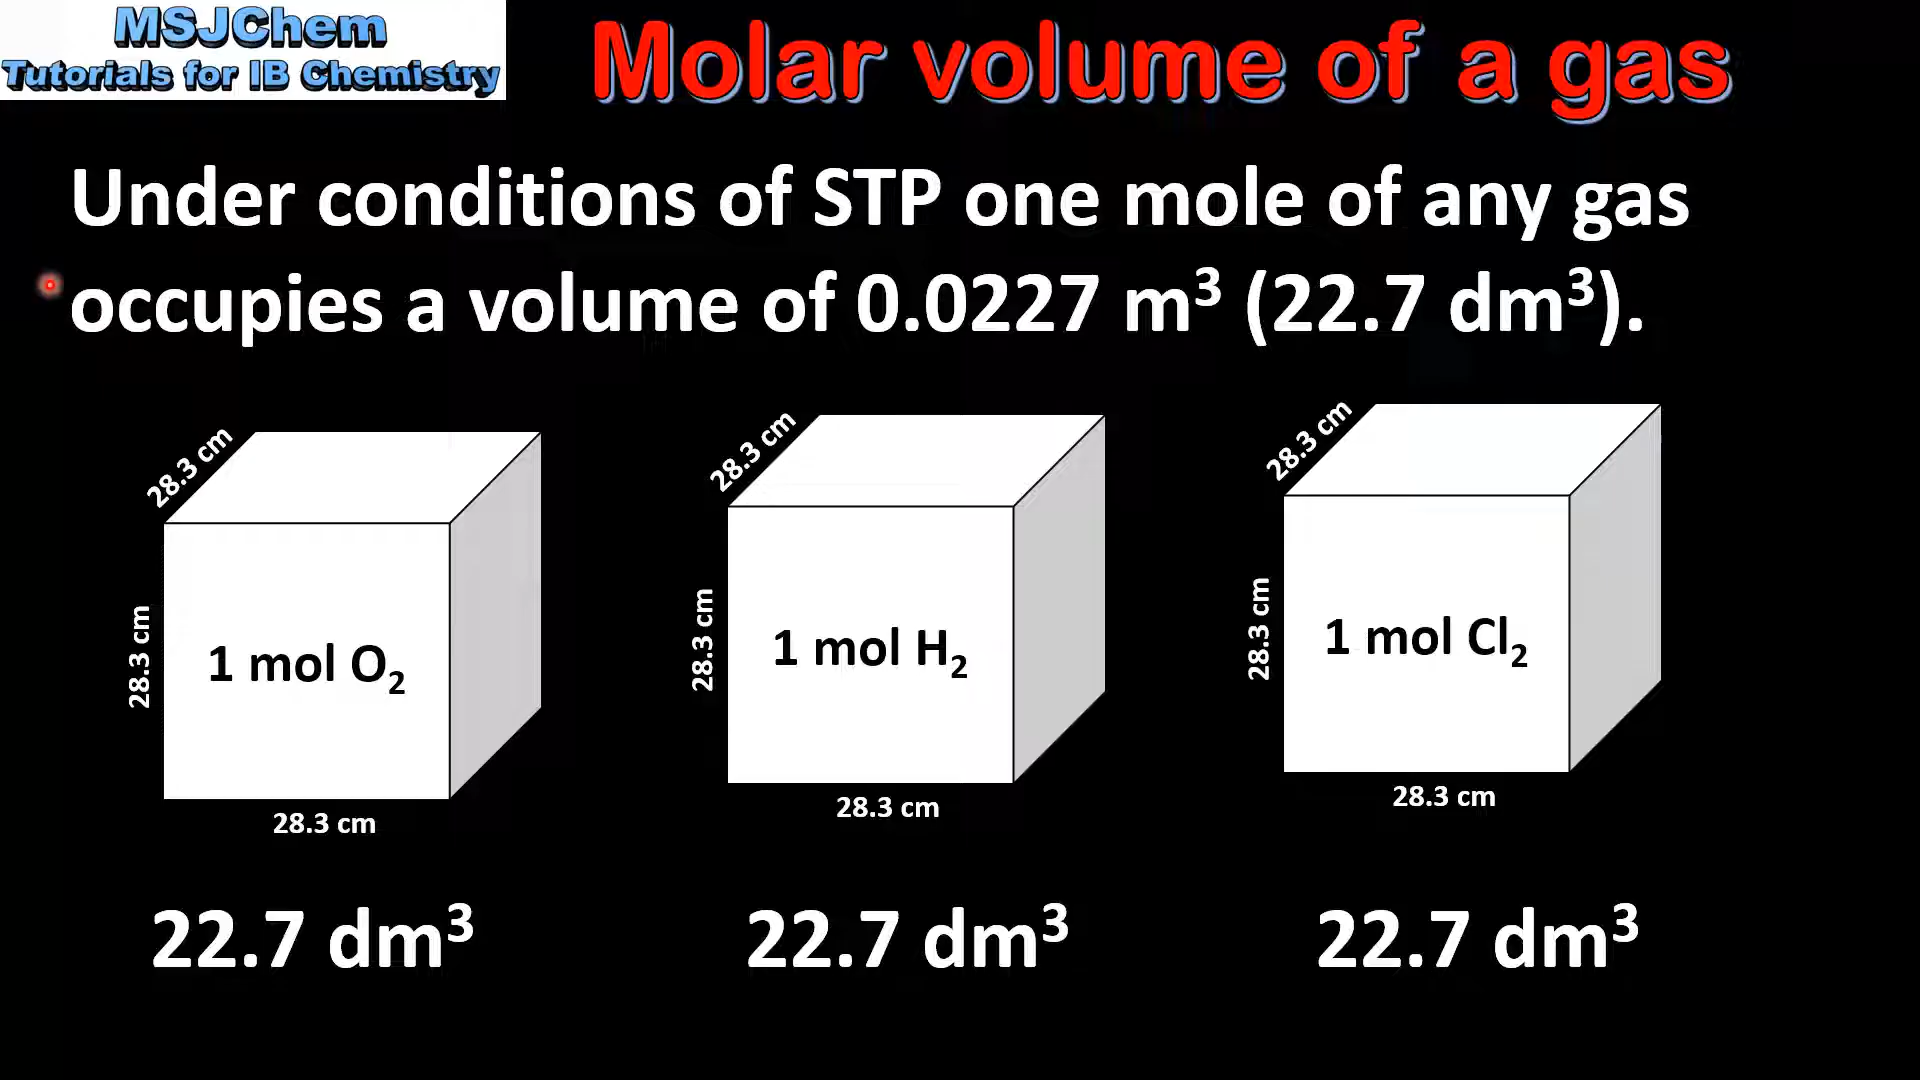 MSJChem
Tutorials for IB Chemistry
Molar volume of a gas
Under conditions of STP one mole of any gas
occupies a volume of 0.0227 m³ (22.7 dm³).
28.3 cm
28.3 cm
1 mol O₂
28.3 cm
28.3 cm
28.3 cm
1 mol H₂
28.3 cm
28.3 cm
28.3 cm
1 mol Cl₂
28.3 cm
22.7 dm³
22.7 dm³
22.7 dm³